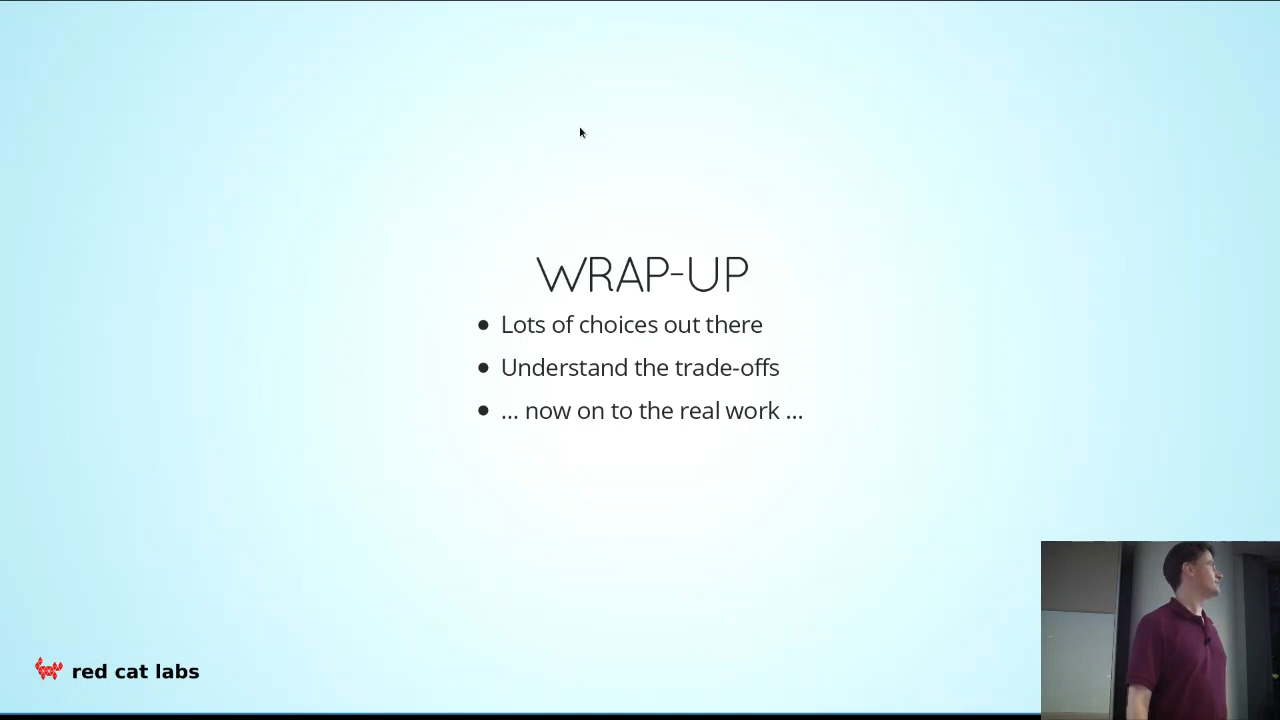 WRAP-UP
• Lots of choices out there
• Understand the trade-offs
• ... now on to the real work ...
red cat labs